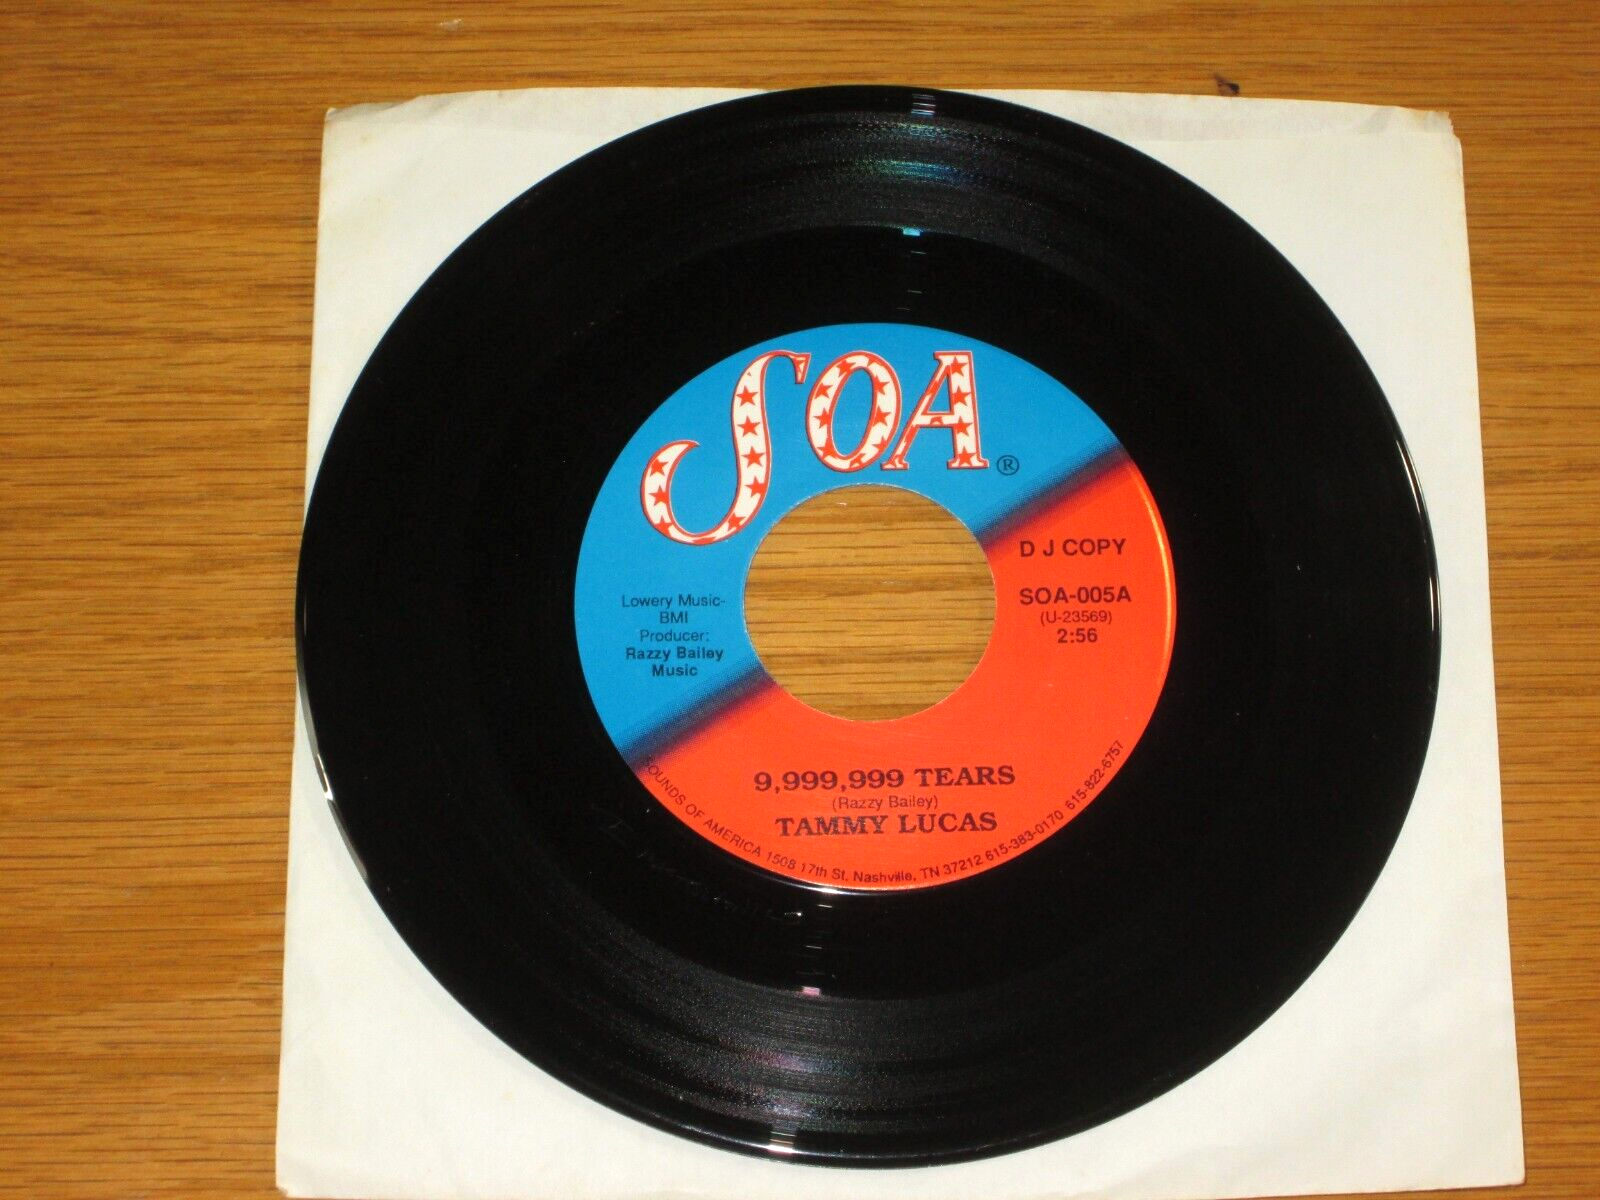 SOA
®
D J COPY
SOA-005A
(U-23569)
2:56
Lowery Music-
BMI
Producer:
Razzy Bailey
Music
9,999,999 TEARS
(Razzy Bailey)
TAMMY LUCAS
SOUNDS OF AMERICA 1508 17th St. Nashville, TN 37212 615-383-0170 615-822-6757